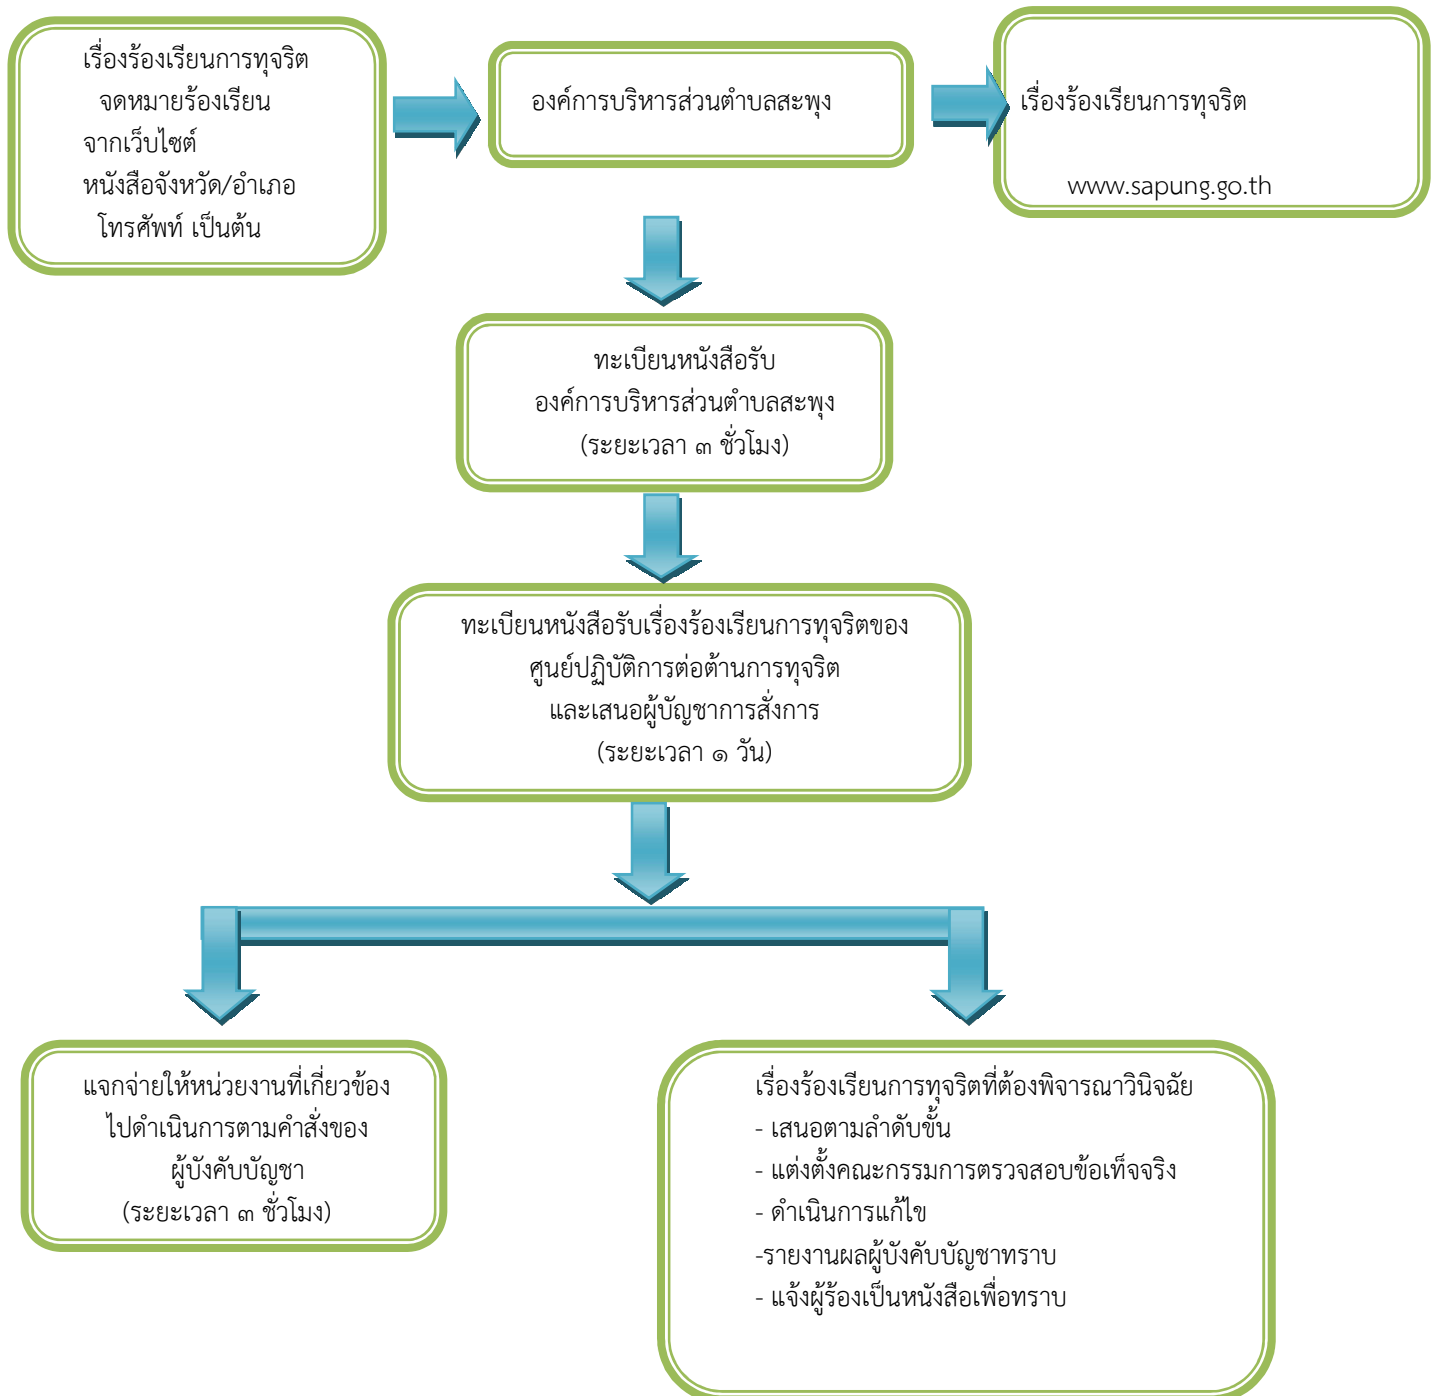 เรื่องร้องเรียนการทุจริต
จดหมายร้องเรียน
จากเว็บไซต์
หนังสือจังหวัด/อำเภอ
โทรศัพท์ เป็นต้น
องค์การบริหารส่วนตำบลสะพุง
เรื่องร้องเรียนการทุจริต
www.sapung.go.th
ทะเบียนหนังสือรับ
องค์การบริหารส่วนตำบลสะพุง
(ระยะเวลา ๓ ชั่วโมง)
ทะเบียนหนังสือรับเรื่องร้องเรียนการทุจริตของ
ศูนย์ปฏิบัติการต่อต้านการทุจริต
และเสนอผู้บัญชาการสั่งการ
(ระยะเวลา ๑ วัน)
แจกจ่ายให้หน่วยงานที่เกี่ยวข้อง
ไปดำเนินการตามคำสั่งของ
ผู้บังคับบัญชา
(ระยะเวลา ๓ ชั่วโมง)
เรื่องร้องเรียนการทุจริตที่ต้องพิจารณาวินิจฉัย
- เสนอตามลำดับขั้น
- แต่งตั้งคณะกรรมการตรวจสอบข้อเท็จจริง
- ดำเนินการแก้ไข
-รายงานผลผู้บังคับบัญชาทราบ
- แจ้งผู้ร้องเป็นหนังสือเพื่อทราบ